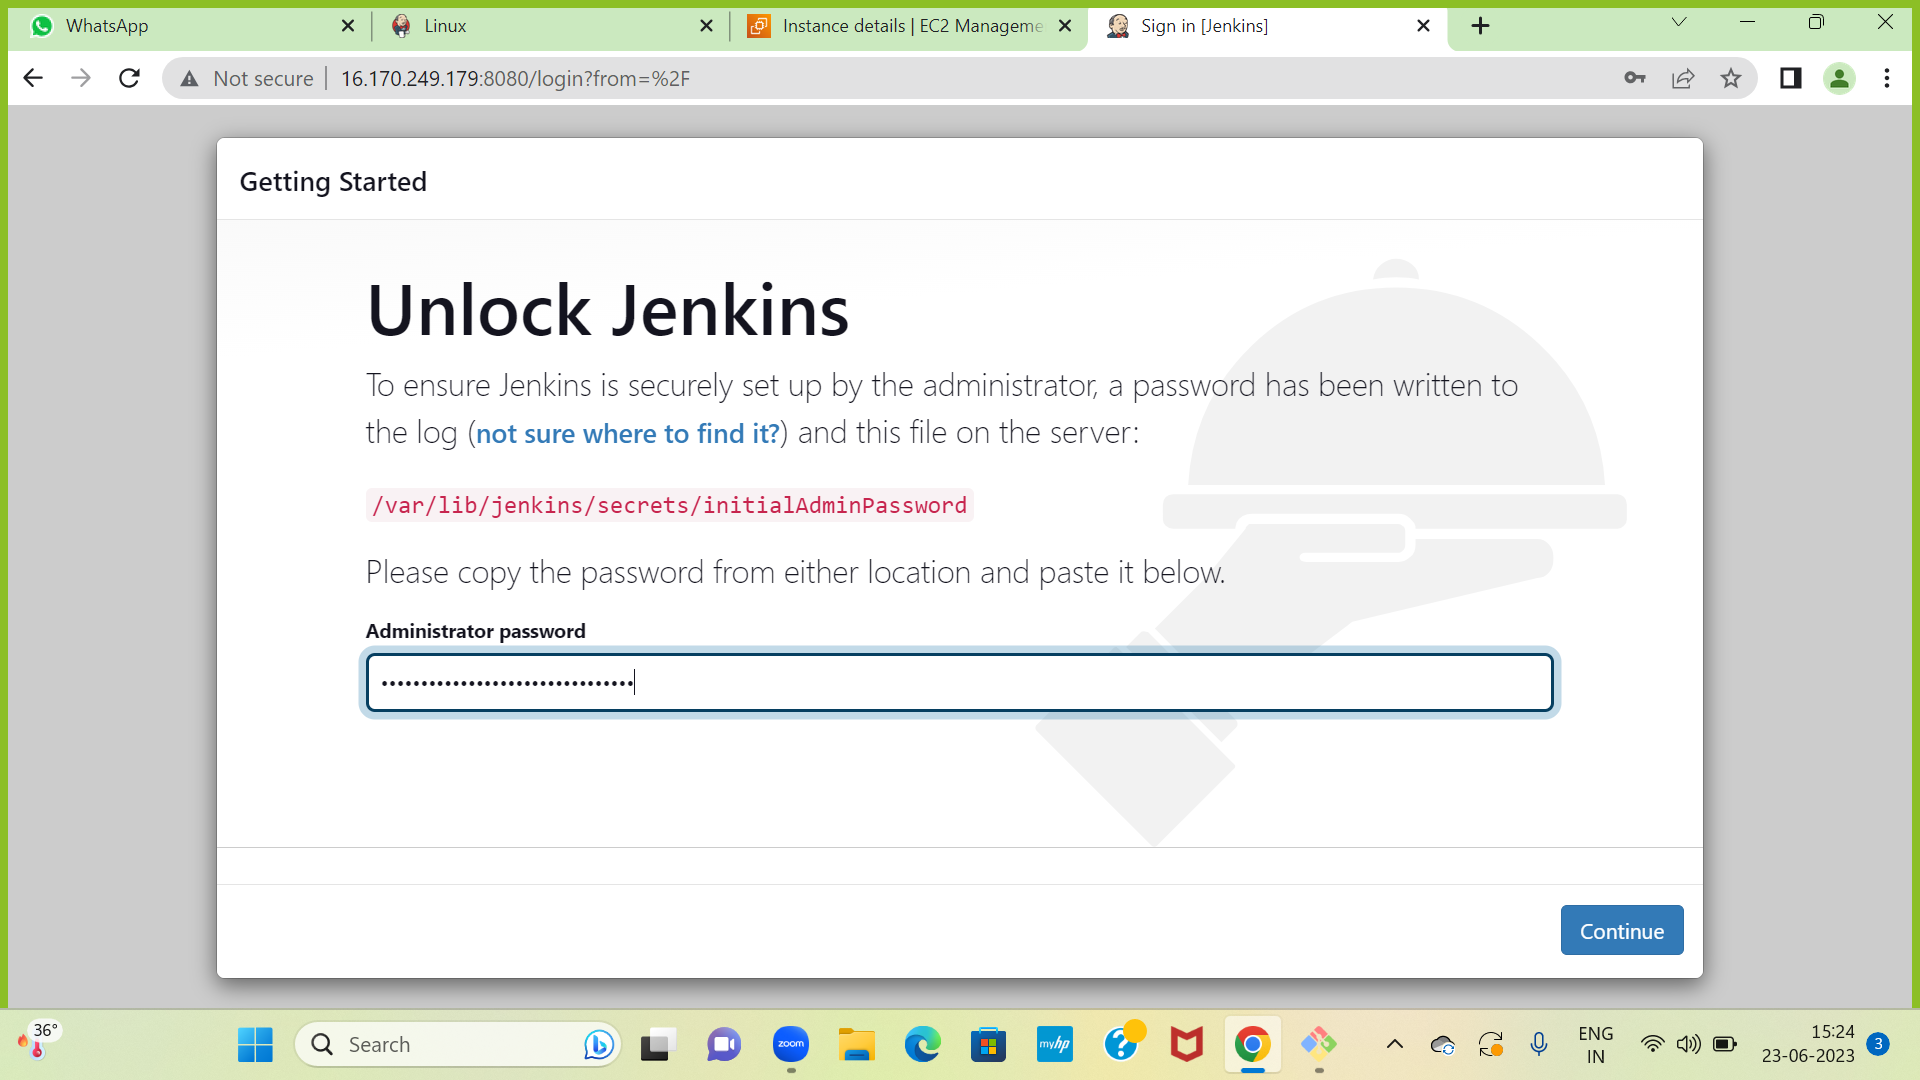 WhatsApp
Linux
Instance details | EC2 Manageme
Sign in [Jenkins]
Not secure
16.170.249.179:8080/login?from=%2F
Getting Started
Unlock Jenkins
To ensure Jenkins is securely set up by the administrator, a password has been written to
the log (not sure where to find it?) and this file on the server:
/var/lib/jenkins/secrets/initialAdminPassword
Please copy the password from either location and paste it below.
Administrator password
Continue
36°
Search
zoom
myhp
ENG
IN
15:24
23-06-2023
3